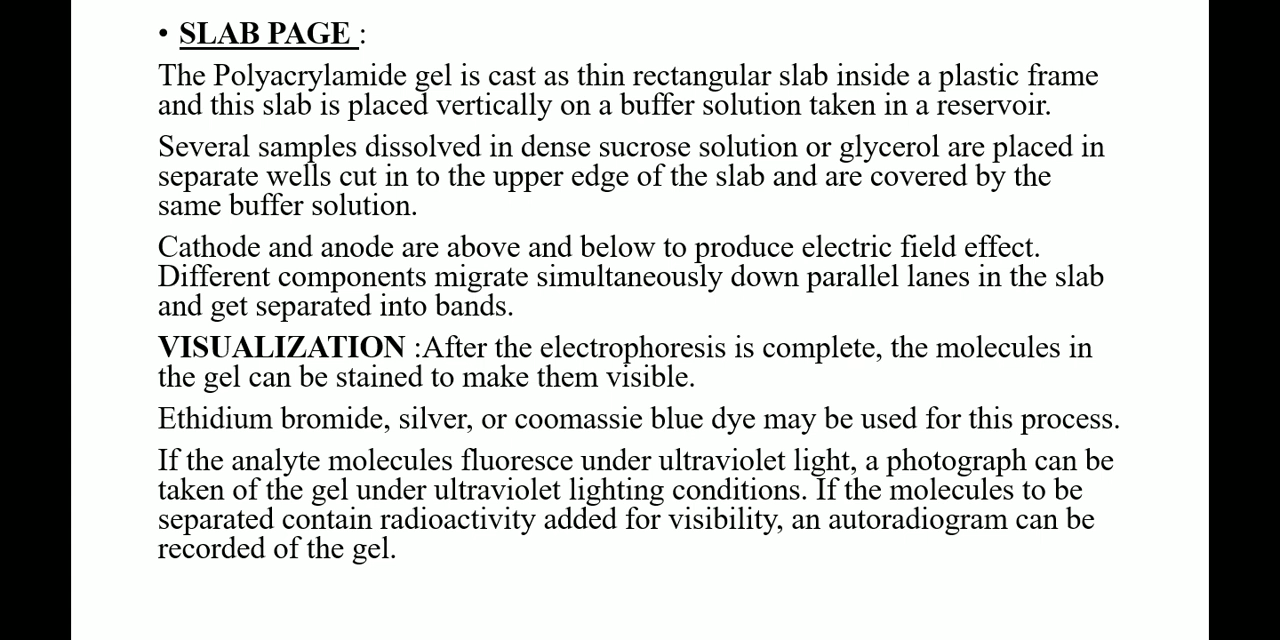 • SLAB PAGE :
The Polyacrylamide gel is cast as thin rectangular slab inside a plastic frame
and this slab is placed vertically on a buffer solution taken in a reservoir.
Several samples dissolved in dense sucrose solution or glycerol are placed in
separate wells cut in to the upper edge of the slab and are covered by the
same buffer solution.
Cathode and anode are above and below to produce electric field effect.
Different components migrate simultaneously down parallel lanes in the slab
and get separated into bands.
VISUALIZATION :After the electrophoresis is complete, the molecules in
the gel can be stained to make them visible.
Ethidium bromide, silver, or coomassie blue dye may be used for this process.
If the analyte molecules fluoresce under ultraviolet light, a photograph can be
taken of the gel under ultraviolet lighting conditions. If the molecules to be
separated contain radioactivity added for visibility, an autoradiogram can be
recorded of the gel.